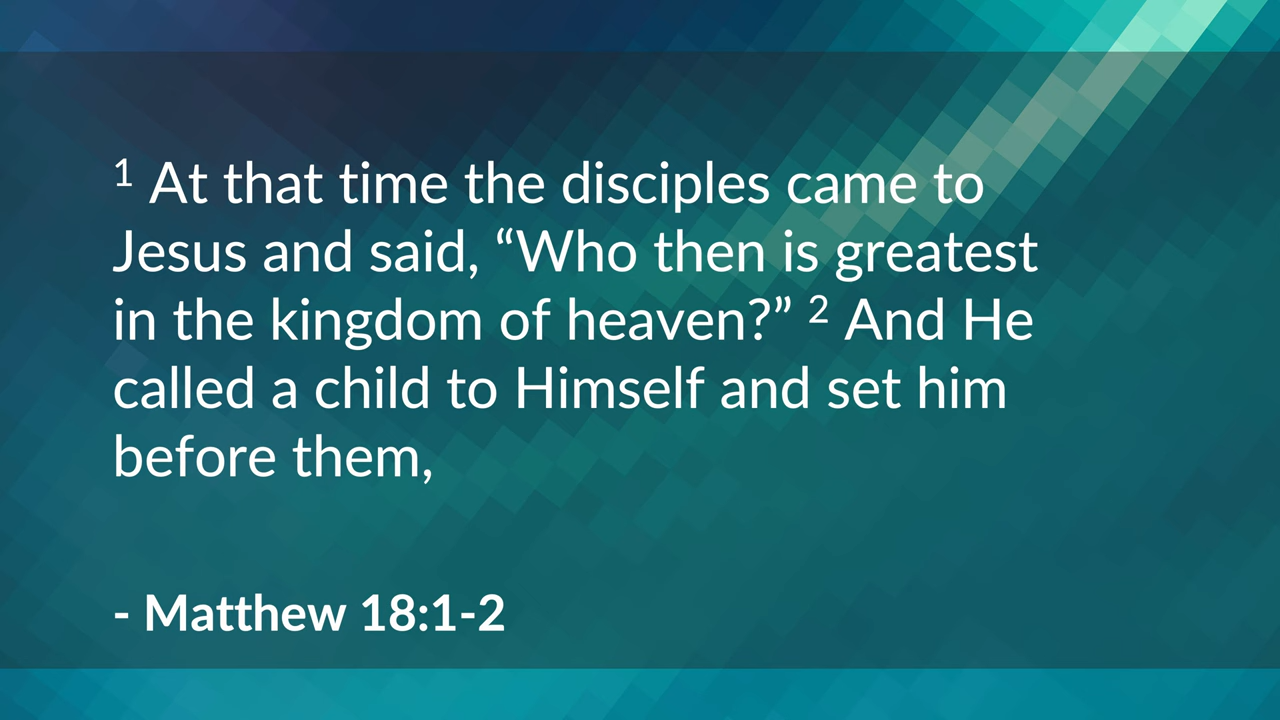 ¹ At that time the disciples came to
Jesus and said, “Who then is greatest
in the kingdom of heaven?” ² And He
called a child to Himself and set him
before them,
- Matthew 18:1-2